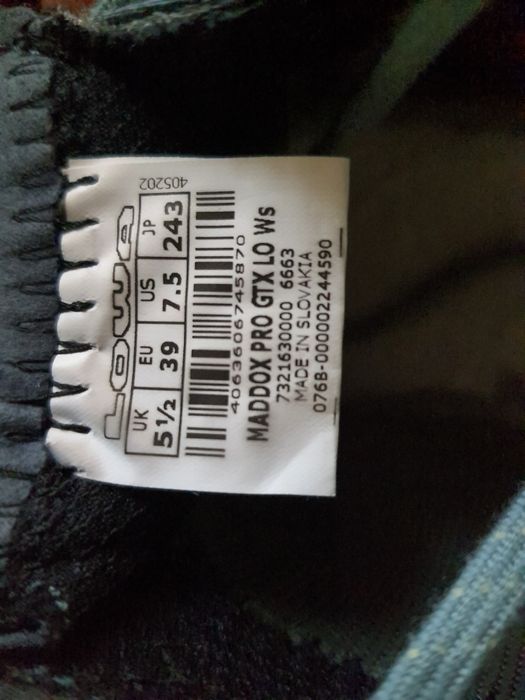 LOWA
UK EU US JP
5½ 39 7.5 243
405202
4063606745870
MADDOX PRO GTX LO Ws
7321630000 6663
MADE IN SLOVAKIA
076B-000002244590